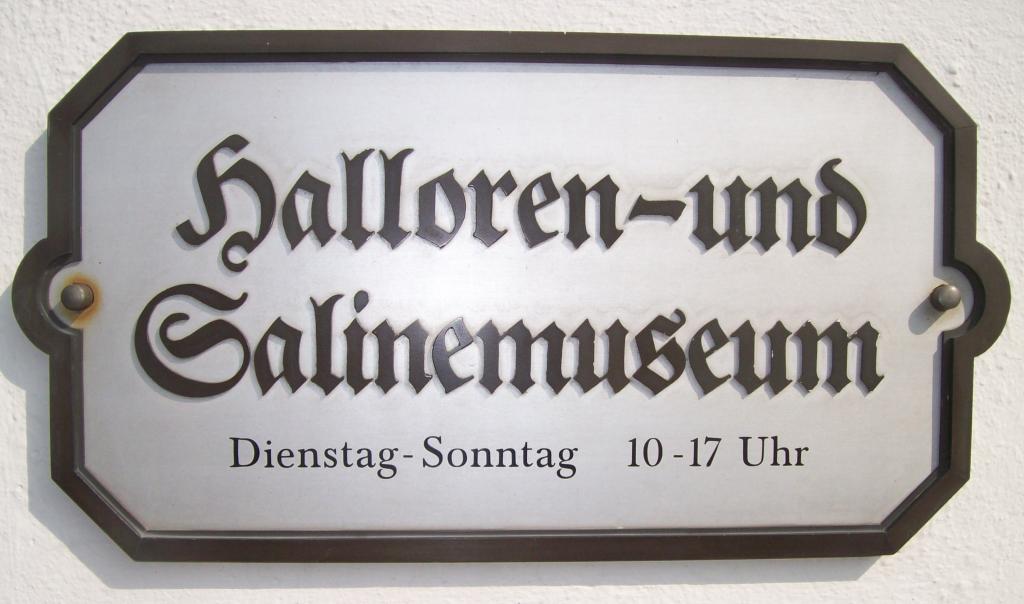 Halloren-und
Salinemuseum
Dienstag-Sonntag 10-17 Uhr